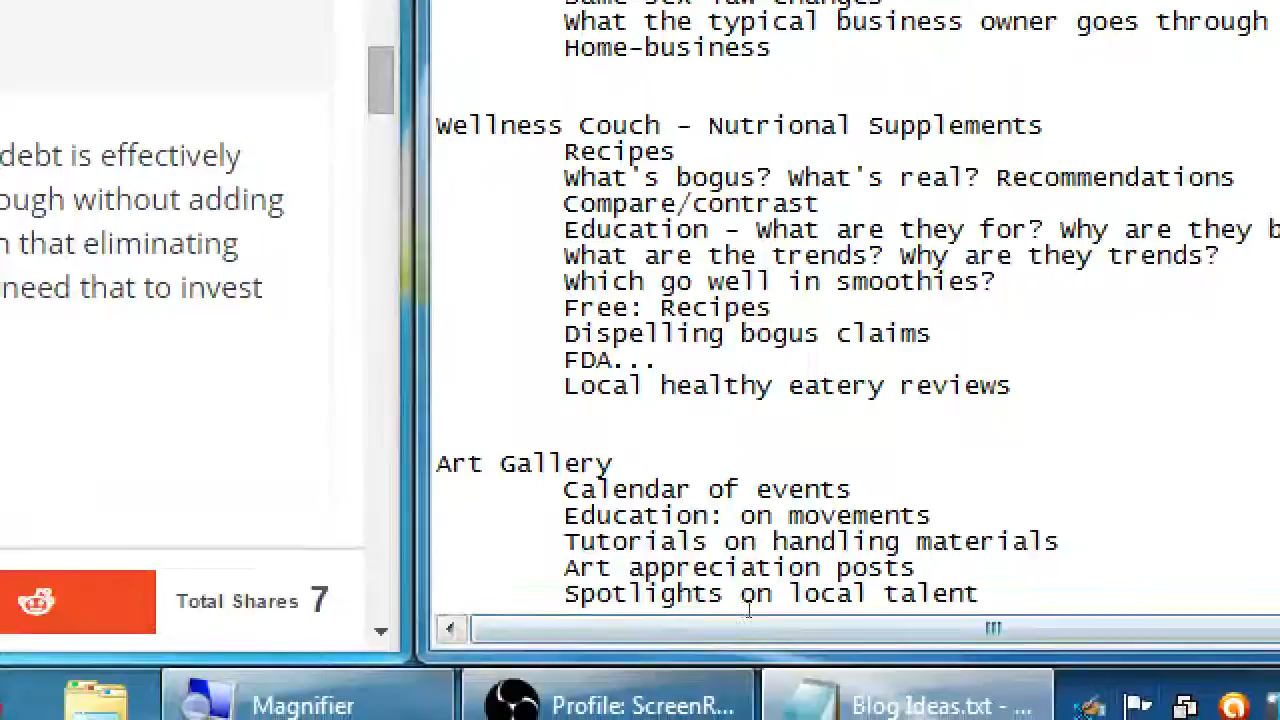 What the typical business owner goes through
Home-business
Wellness Couch - Nutrional Supplements
Recipes
What's bogus? What's real? Recommendations
Compare/contrast
Education - What are they for? Why are they b
What are the trends? Why are they trends?
Which go well in smoothies?
Free: Recipes
Dispelling bogus claims
FDA...
Local healthy eatery reviews
Art Gallery
Calendar of events
Education: on movements
Tutorials on handling materials
Art appreciation posts
Spotlights on local talent
debt is effectively
ough without adding
n that eliminating
need that to invest
Total Shares 7
Magnifier
Profile: ScreenR...
Blog Ideas.txt - ...